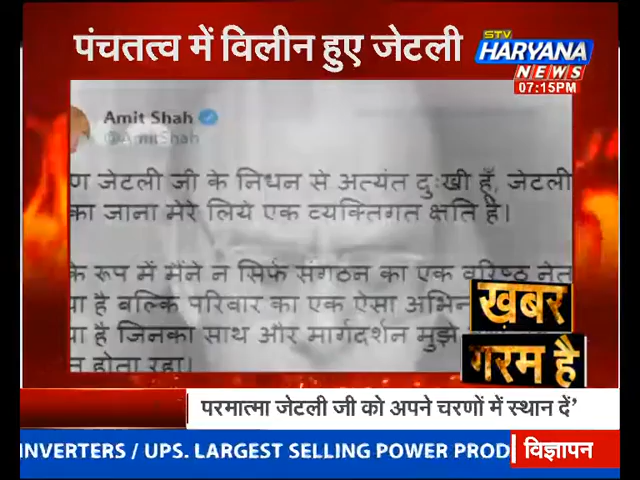 पंचतत्व में विलीन हुए जेटली
STV
HARYANA
NEWS
07:15PM
Amit Shah
@AmitShah
ण जेटली जी के निधन से अत्यंत दुःखी हूँ, जेटली
का जाना मेरे लिये एक व्यक्तिगत क्षति है।
के रूप में मैंने न सिर्फ संगठन का एक वरिष्ठ नेत
या है बल्कि परिवार का एक ऐसा अभिन
या है जिनका साथ और मार्गदर्शन मुझे
न होता रहा।
खबर
गरम है
परमात्मा जेटली जी को अपने चरणों में स्थान दें’
INVERTERS / UPS. LARGEST SELLING POWER PROD
विज्ञापन